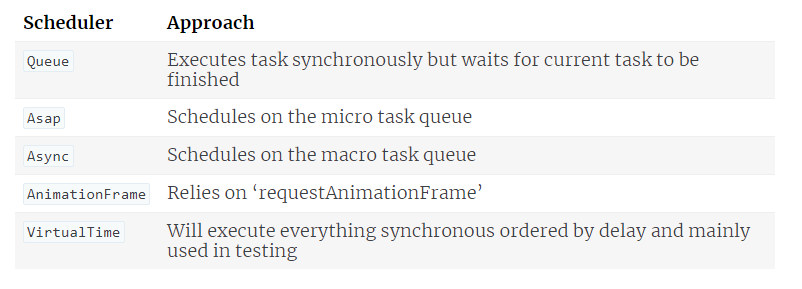 Scheduler Approach
Queue Executes task synchronously but waits for current task to be
finished
Asap Schedules on the micro task queue
Async Schedules on the macro task queue
AnimationFrame Relies on ‘requestAnimationFrame’
VirtualTime Will execute everything synchronous ordered by delay and mainly
used in testing